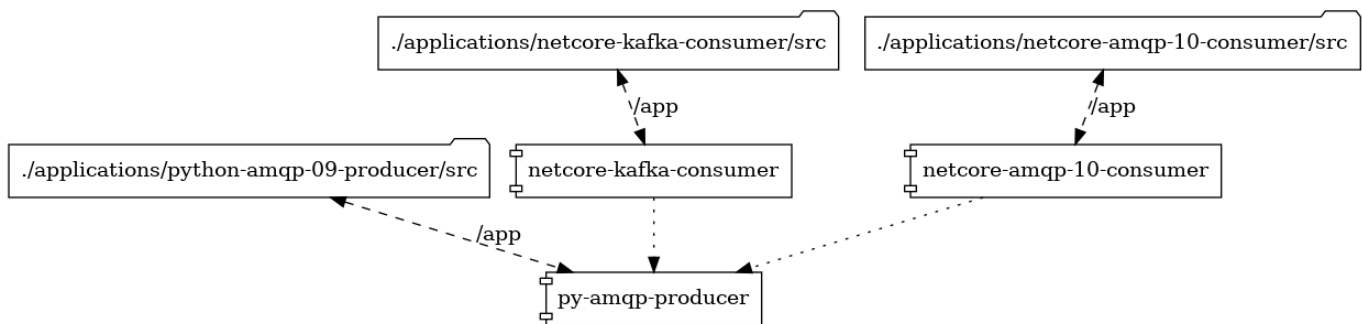 ./applications/netcore-kafka-consumer/src
./applications/netcore-amqp-10-consumer/src
/app
/app
./applications/python-amqp-09-producer/src
netcore-kafka-consumer
netcore-amqp-10-consumer
/app
py-amqp-producer